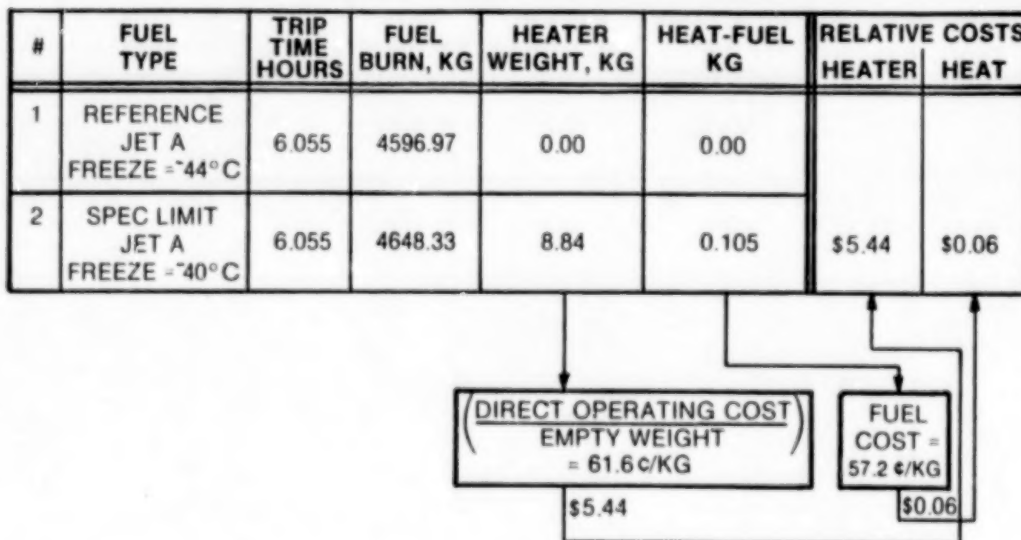 #
FUEL
TYPE
TRIP
TIME
HOURS
FUEL
BURN, KG
HEATER
WEIGHT, KG
HEAT-FUEL
KG
RELATIVE COSTS
HEATER
HEAT
1
REFERENCE
JET A
FREEZE = ‾44°C
6.055
4596.97
0.00
0.00
2
SPEC LIMIT
JET A
FREEZE = ‾40°C
6.055
4648.33
8.84
0.105
$5.44
$0.06
(DIRECT OPERATING COST
EMPTY WEIGHT)
= 61.6¢/KG
FUEL
COST =
57.2 ¢/KG
$5.44
$0.06